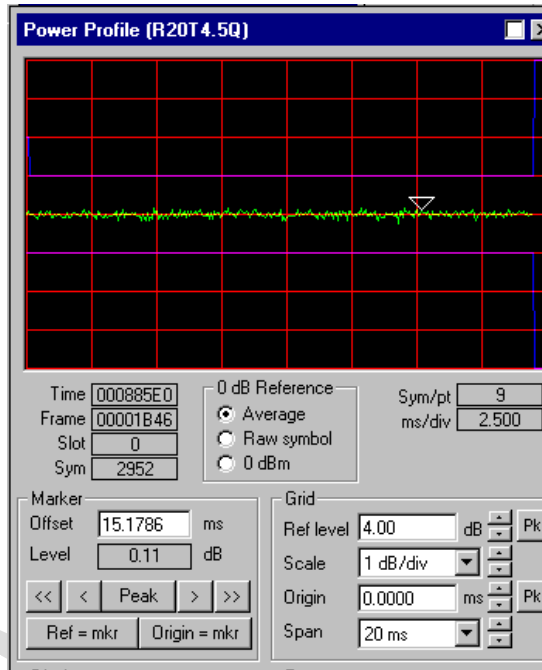 Power Profile (R20T4.5Q)
Time 000885E0
Frame 00001B46
Slot 0
Sym 2952
0 dB Reference
Average
Raw symbol
0 dBm
Sym/pt 9
ms/div 2.500
Marker
Offset 15.1786 ms
Level 0.11 dB
<< < Peak > >>
Ref = mkr Origin = mkr
Grid
Ref level 4.00 dB Pk
Scale 1 dB/div
Origin 0.0000 ms Pk
Span 20 ms